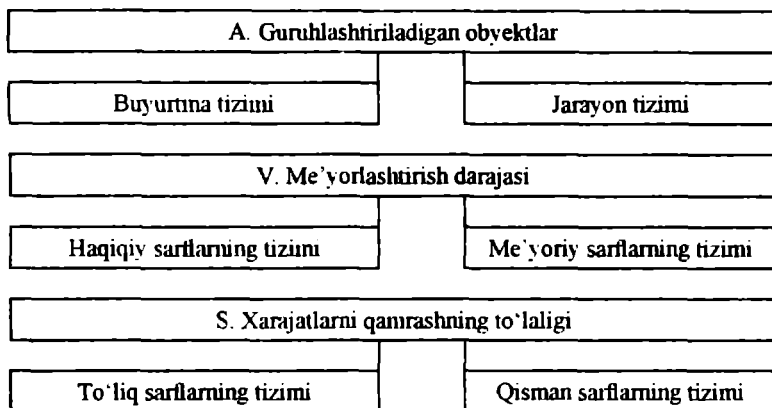 A. Guruhlashtiriladigan obyektlar
Buyurtma tizimi
Jarayon tizimi
V. Me'yorlashtirish darajasi
Haqiqiy sarflarning tizimi
Me'yoriy sarflarning tizimi
S. Xarajatlarni qamrashning to‘laligi
To‘liq sarflarning tizimi
Qisman sarflarning tizimi